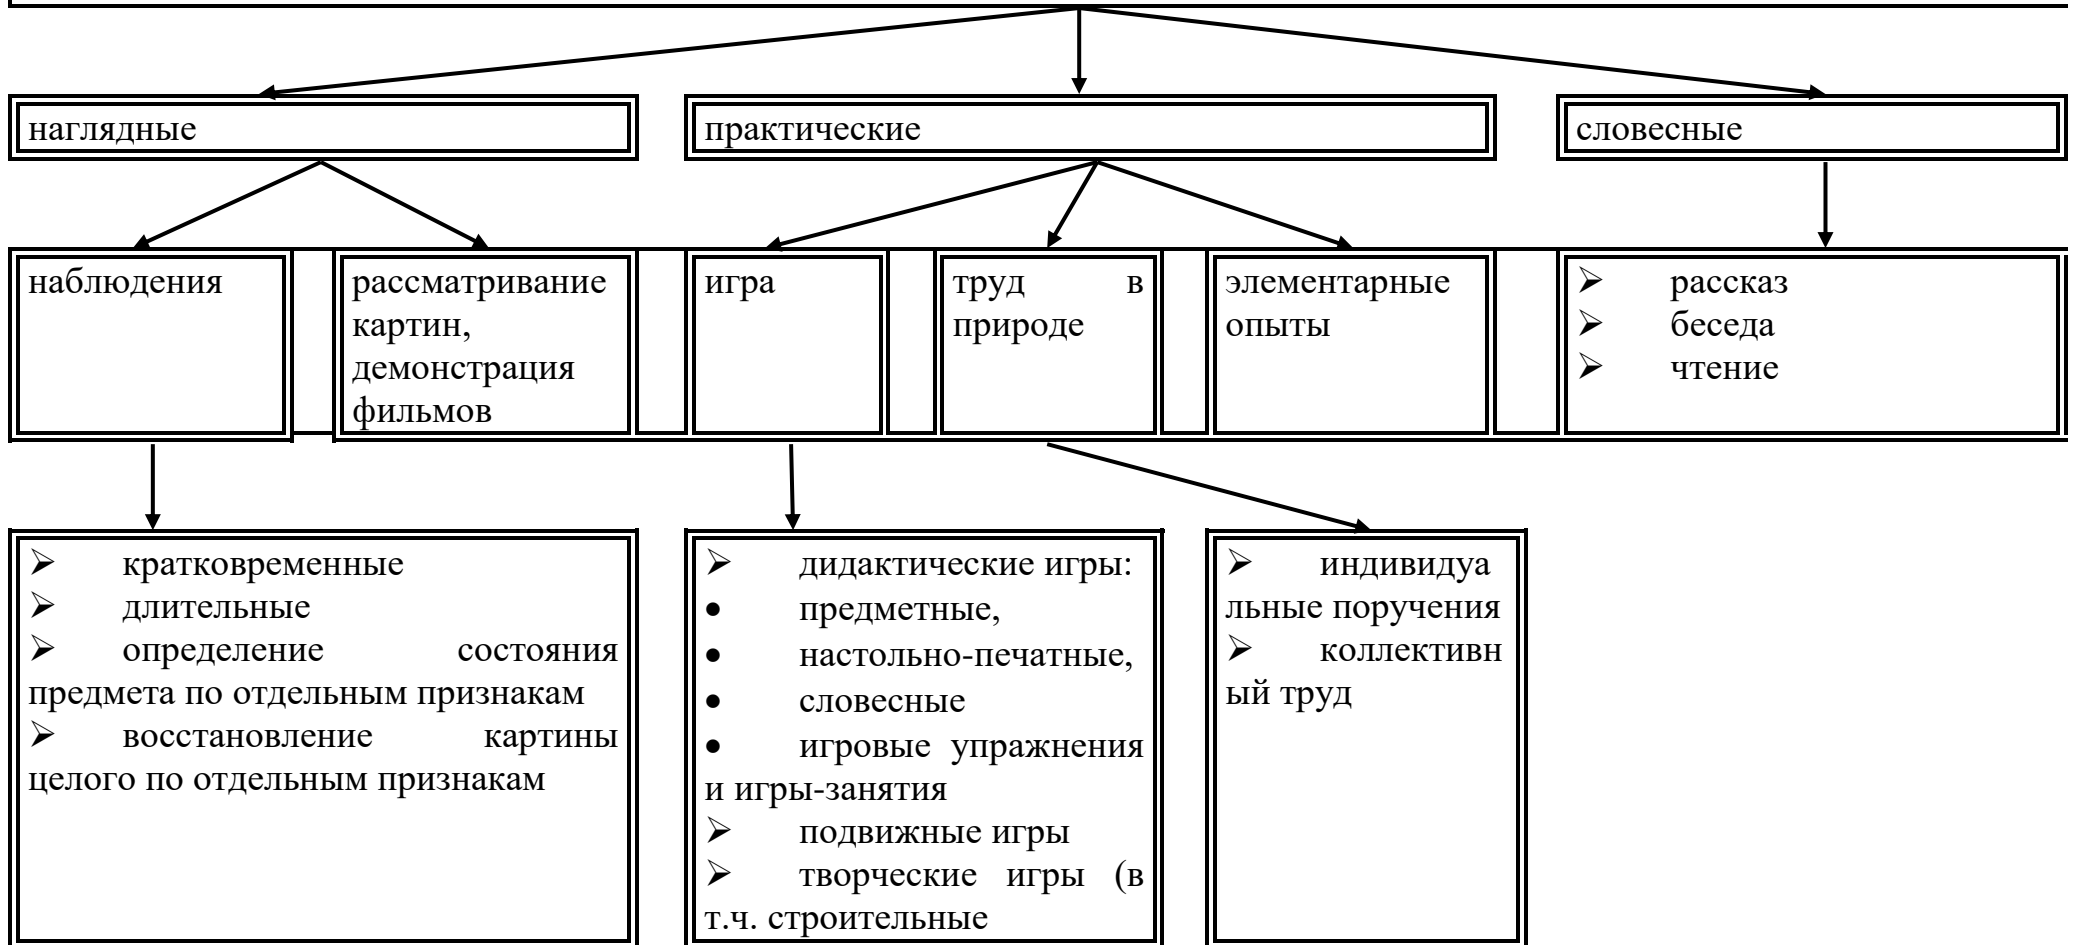 наглядные
практические
словесные
наблюдения
рассматривание
картин,
демонстрация
фильмов
игра
труд в
природе
элементарные
опыты
➢ рассказ
➢ беседа
➢ чтение
➢ кратковременные
➢ длительные
➢ определение состояния
предмета по отдельным признакам
➢ восстановление картины
целого по отдельным признакам
➢ дидактические игры:
• предметные,
• настольно-печатные,
• словесные
• игровые упражнения
и игры-занятия
➢ подвижные игры
➢ творческие игры (в
т.ч. строительные
➢ индивидуа
льные поручения
➢ коллективн
ый труд